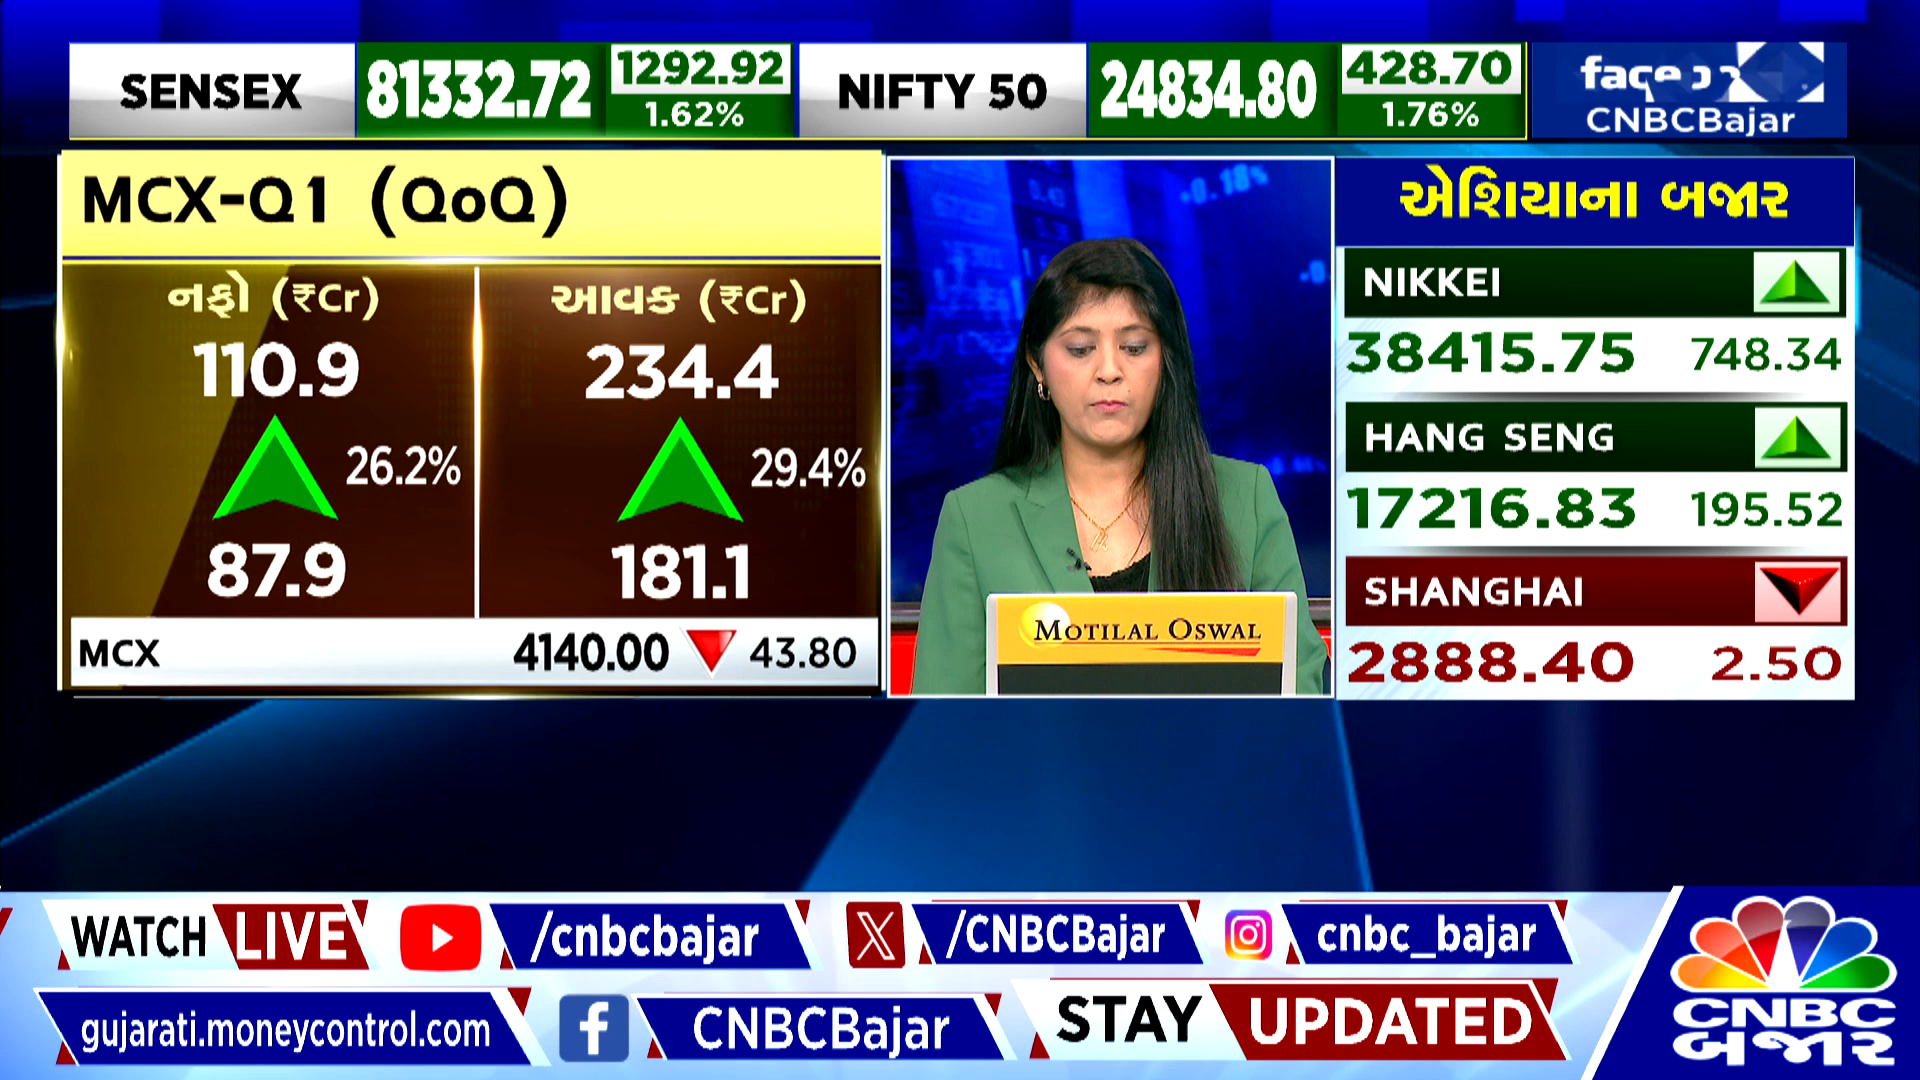 SENSEX 81332.72 1292.92 1.62% NIFTY 50 24834.80 428.70 1.76%
CNBCBajar
MCX-Q1 (QoQ)
નફો (₹Cr) આવક (₹Cr)
110.9 234.4
26.2% 29.4%
87.9 181.1
MCX 4140.00 43.80
MOTILAL OSWAL
એશિયાના બજાર
NIKKEI
38415.75 748.34
HANG SENG
17216.83 195.52
SHANGHAI
2888.40 2.50
WATCH LIVE /cnbcbajar /CNBCBajar cnbc_bajar
gujarati.moneycontrol.com CNBCBajar STAY UPDATED
CNBC
બજાર